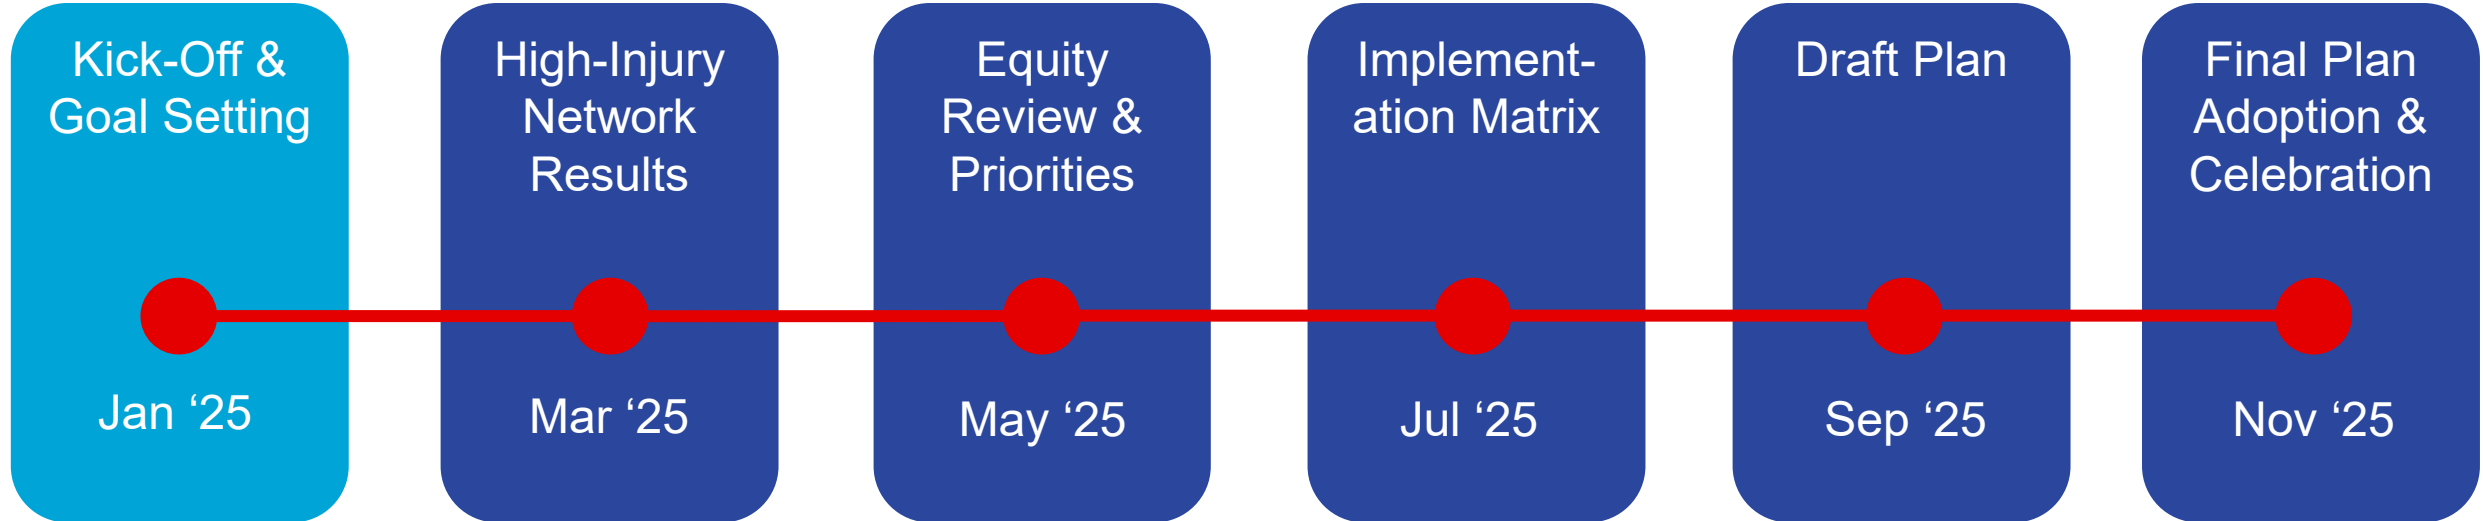 Kick-Off &
Goal Setting
Jan ‘25
High-Injury
Network
Results
Mar ‘25
Equity
Review &
Priorities
May ‘25
Implement-
ation Matrix
Jul ‘25
Draft Plan
Sep ‘25
Final Plan
Adoption &
Celebration
Nov ‘25